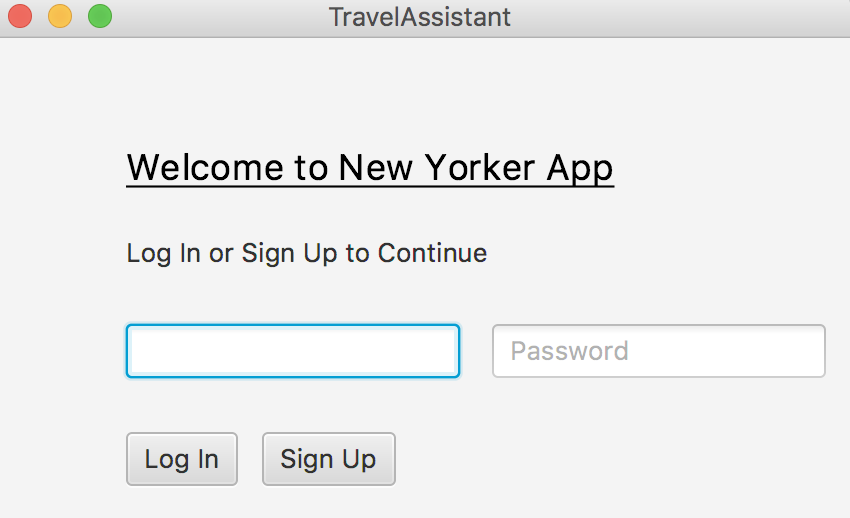 TravelAssistant
Welcome to New Yorker App
Log In or Sign Up to Continue
Password
Log In Sign Up